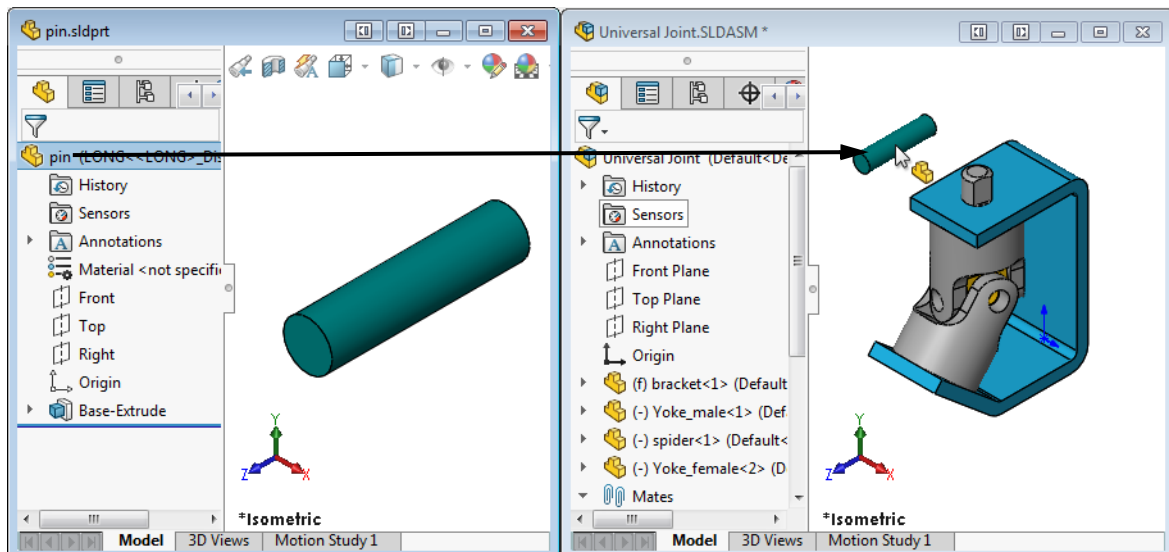 pin.sldprt
pin (LONG<<LONG>_Dis
History
Sensors
Annotations
Material <not specifi
Front
Top
Right
Origin
Base-Extrude
Y
Z
X
*Isometric
Model
3D Views
Motion Study 1
Universal Joint.SLDASM *
Universal Joint (Default<De
History
Sensors
Annotations
Front Plane
Top Plane
Right Plane
Origin
(f) bracket<1> (Default
(-) Yoke_male<1> (Def
(-) spider<1> (Default<
(-) Yoke_female<2> (D
Mates
Y
Z
X
*Isometric
Model
3D Views
Motion Study 1